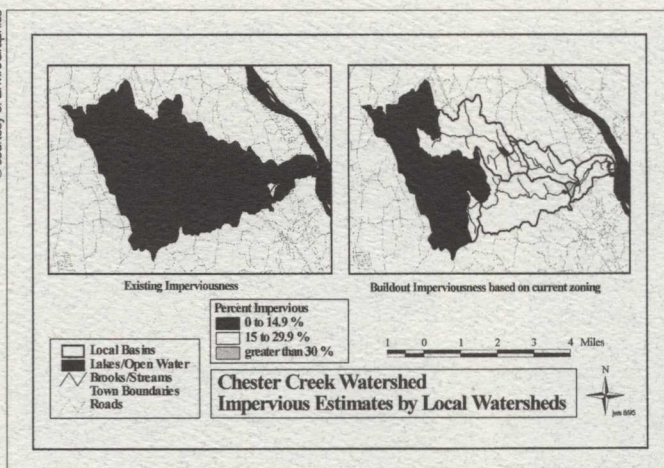 Existing Imperviousness
Buildout Imperviousness based on current zoning
Percent Impervious
0 to 14.9 %
15 to 29.9 %
greater than 30 %
Local Basins
Lakes/Open Water
Brooks/Streams
Town Boundaries
Roads
1 0 1 2 3 4 Miles
Chester Creek Watershed
Impervious Estimates by Local Watersheds
N